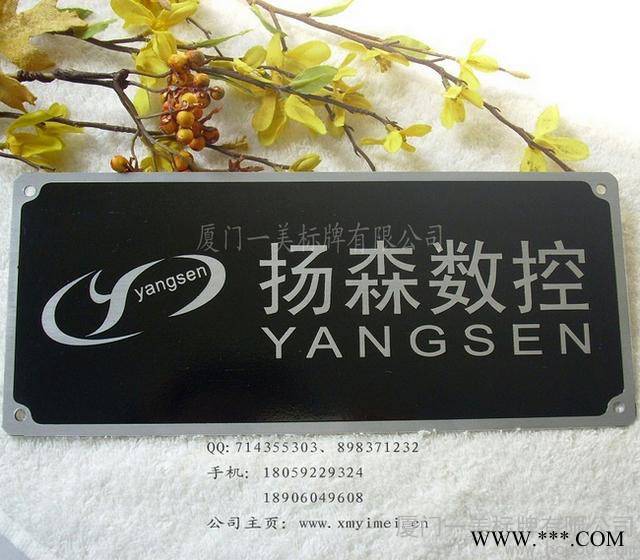 厦门一美标牌有限公司
yangsen
扬森数控
YANGSEN
QQ:714355303、898371232
手机: 18059229324
18906049608
公司主页: www.xmyimei.cn
www.***.com